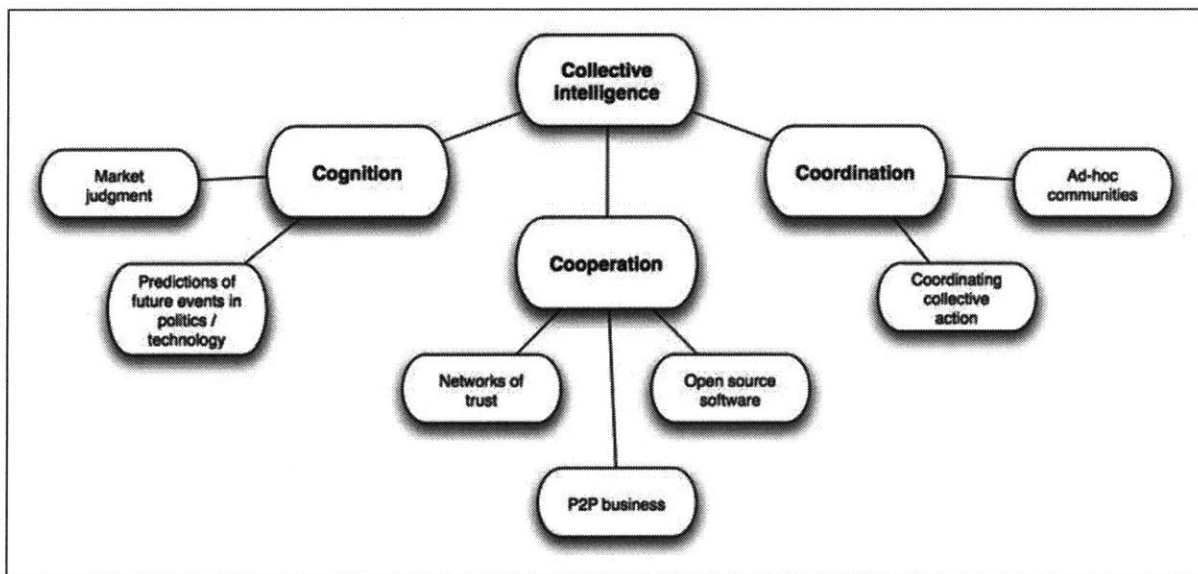 Collective
intelligence
Cognition
Coordination
Market
judgment
Ad-hoc
communities
Cooperation
Predictions of
future events in
politics /
technology
Coordinating
collective
action
Networks of
trust
Open source
software
P2P business